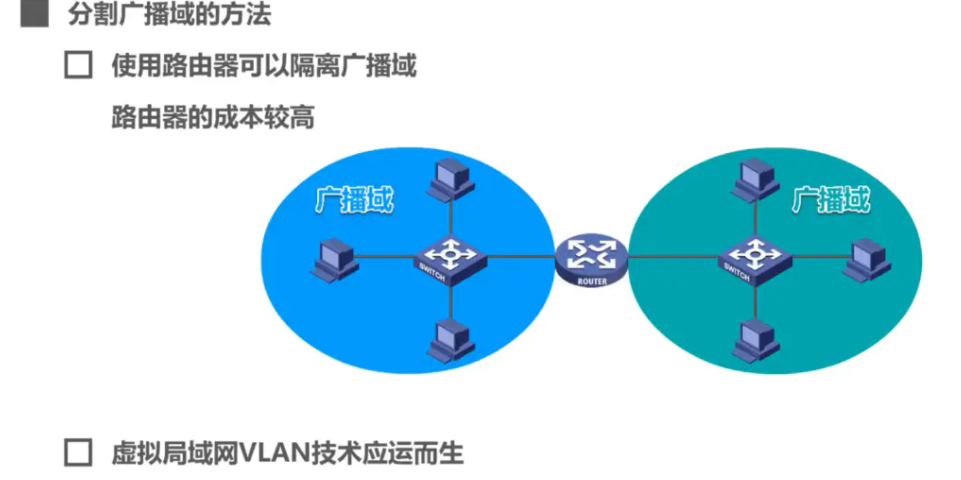 分割广播域的方法
使用路由器可以隔离广播域
路由器的成本较高
广播域
广播域
SWITCH
ROUTER
SWITCH
虚拟局域网VLAN技术应运而生